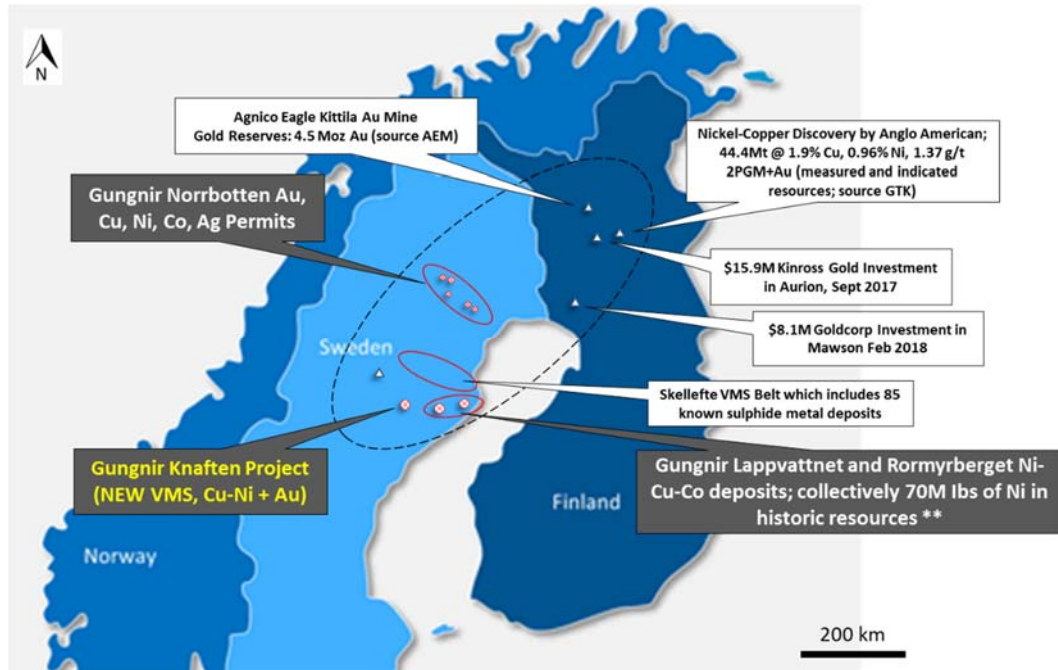 N
Agnico Eagle Kittila Au Mine
Gold Reserves: 4.5 Moz Au (source AEM)
Nickel-Copper Discovery by Anglo American;
44.4Mt @ 1.9% Cu, 0.96% Ni, 1.37 g/t
2PGM+Au (measured and indicated
resources; source GTK)
Gungnir Norrbotten Au,
Cu, Ni, Co, Ag Permits
$15.9M Kinross Gold Investment
in Aurion, Sept 2017
$8.1M Goldcorp Investment in
Mawson Feb 2018
Sweden
Skellefte VMS Belt which includes 85
known sulphide metal deposits
Gungnir Knaften Project
(NEW VMS, Cu-Ni + Au)
Gungnir Lappvattnet and Rormyrberget Ni-
Cu-Co deposits; collectively 70M Ibs of Ni in
historic resources **
Finland
Norway
200 km